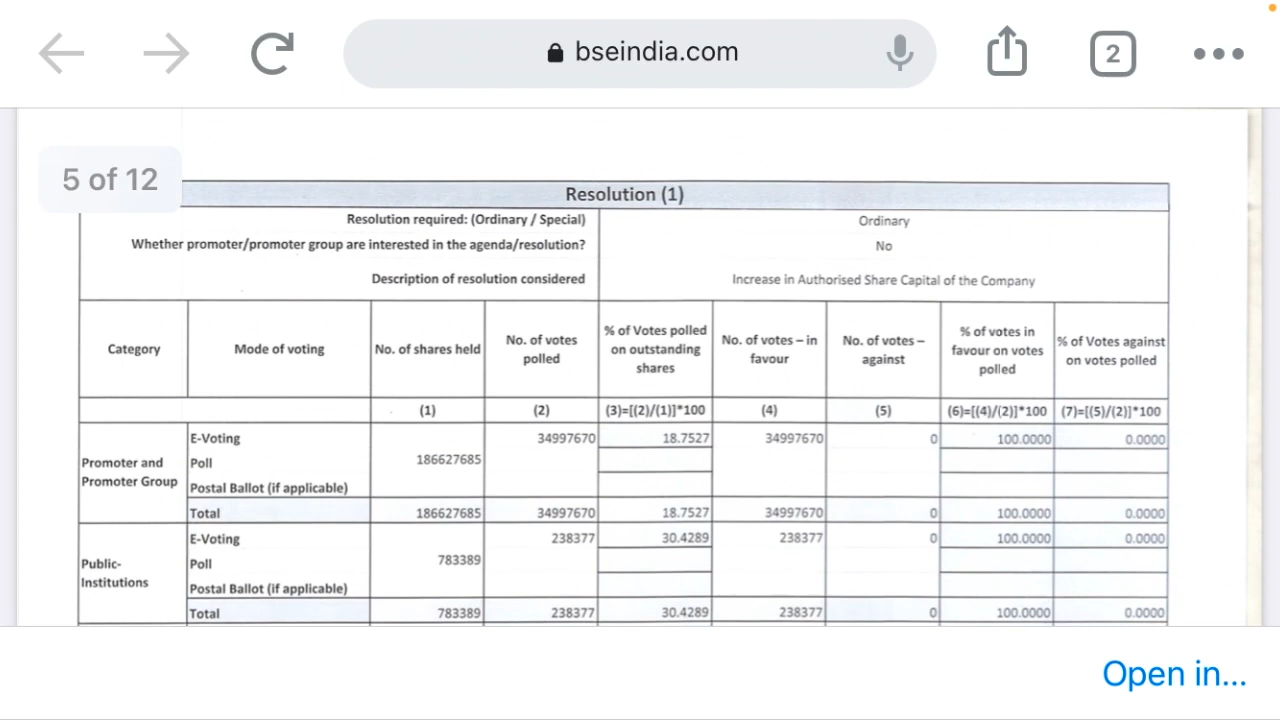 bseindia.com
2
5 of 12
Resolution (1)
Resolution required: (Ordinary / Special) Ordinary
Whether promoter/promoter group are interested in the agenda/resolution? No
Description of resolution considered Increase in Authorised Share Capital of the Company
Category Mode of voting No. of shares held No. of votes polled % of Votes polled on outstanding shares No. of votes – in favour No. of votes – against % of votes in favour on votes polled % of Votes against on votes polled
(1) (2) (3)=[(2)/(1)]*100 (4) (5) (6)=[(4)/(2)]*100 (7)=[(5)/(2)]*100
Promoter and Promoter Group
E-Voting 34997670 18.7527 34997670 0 100.0000 0.0000
Poll 186627685
Postal Ballot (if applicable)
Total 186627685 34997670 18.7527 34997670 0 100.0000 0.0000
Public- Institutions
E-Voting 238377 30.4289 238377 0 100.0000 0.0000
Poll 783389
Postal Ballot (if applicable)
Total 783389 238377 30.4289 238377 0 100.0000 0.0000
Open in...